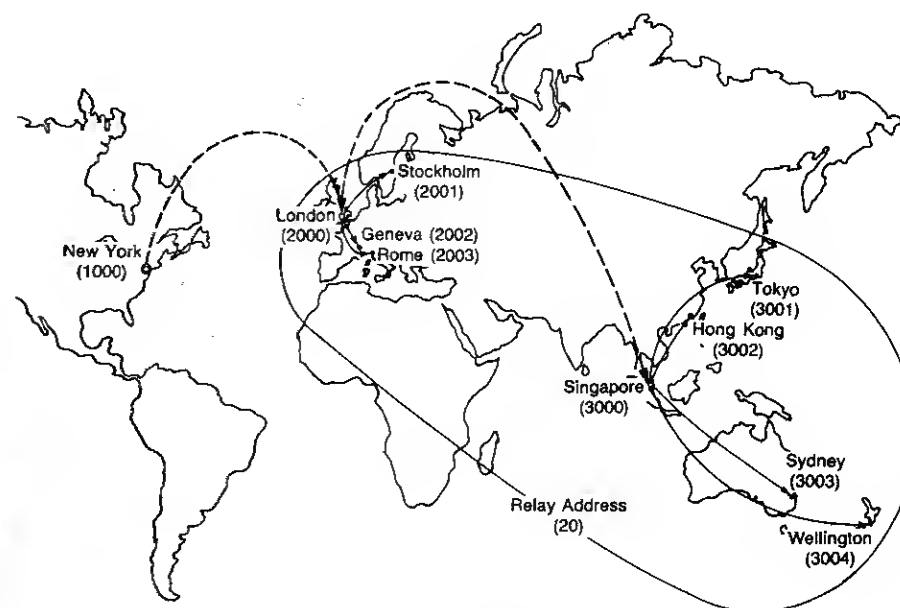 Stockholm
(2001)
London
(2000)
Geneva (2002)
Rome (2003)
New York
(1000)
Tokyo
(3001)
Hong Kong
(3002)
Singapore
(3000)
Sydney
(3003)
Relay Address
(20)
Wellington
(3004)